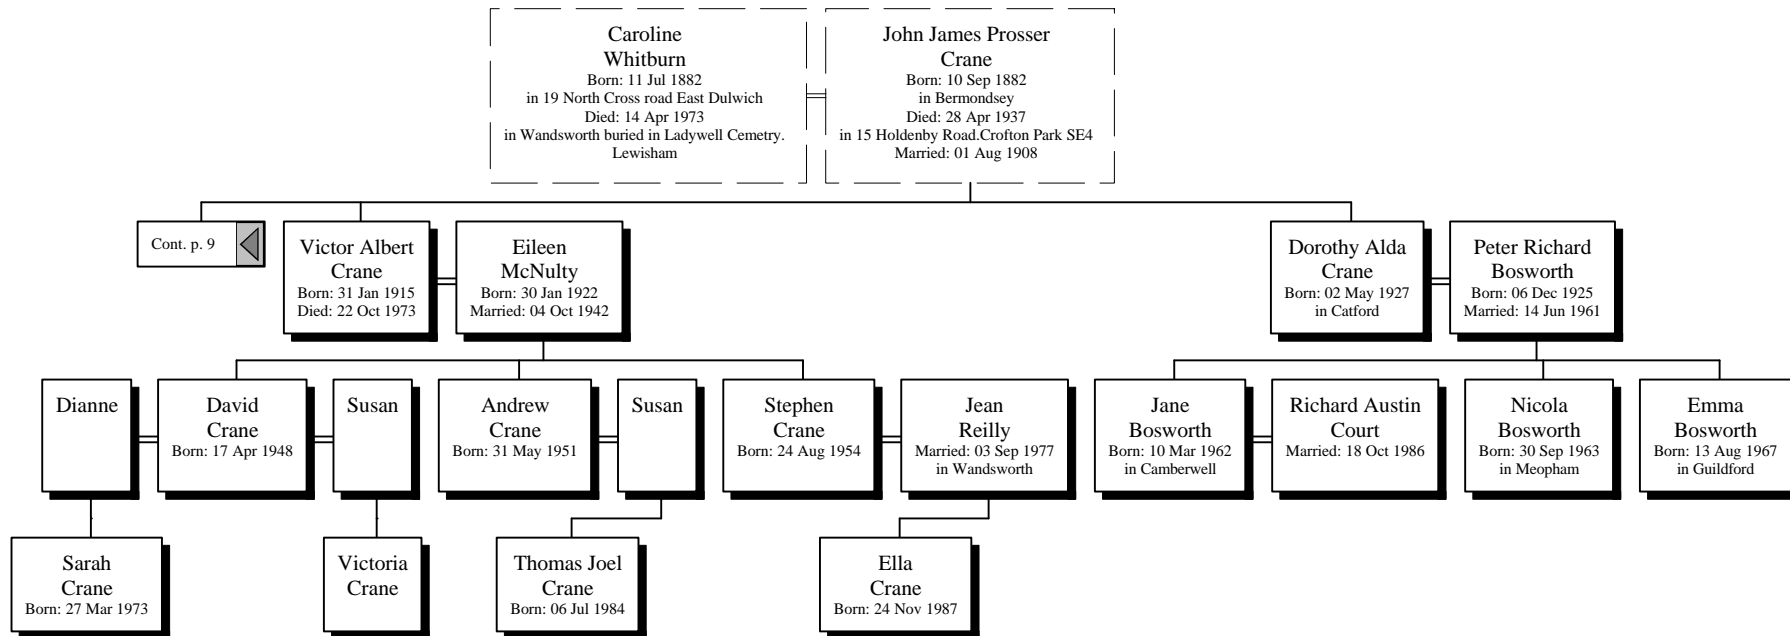 Caroline
Whitburn
Born: 11 Jul 1882
in 19 North Cross road East Dulwich
Died: 14 Apr 1973
in Wandsworth buried in Ladywell Cemetry.
Lewisham
John James Prosser
Crane
Born: 10 Sep 1882
in Bermondsey
Died: 28 Apr 1937
in 15 Holdenby Road.Crofton Park SE4
Married: 01 Aug 1908
Cont. p. 9
Victor Albert
Crane
Born: 31 Jan 1915
Died: 22 Oct 1973
Eileen
McNulty
Born: 30 Jan 1922
Married: 04 Oct 1942
Dorothy Alda
Crane
Born: 02 May 1927
in Catford
Peter Richard
Bosworth
Born: 06 Dec 1925
Married: 14 Jun 1961
Dianne
David
Crane
Born: 17 Apr 1948
Susan
Andrew
Crane
Born: 31 May 1951
Susan
Stephen
Crane
Born: 24 Aug 1954
Jean
Reilly
Married: 03 Sep 1977
in Wandsworth
Jane
Bosworth
Born: 10 Mar 1962
in Camberwell
Richard Austin
Court
Married: 18 Oct 1986
Nicola
Bosworth
Born: 30 Sep 1963
in Meopham
Emma
Bosworth
Born: 13 Aug 1967
in Guildford
Sarah
Crane
Born: 27 Mar 1973
Victoria
Crane
Thomas Joel
Crane
Born: 06 Jul 1984
Ella
Crane
Born: 24 Nov 1987